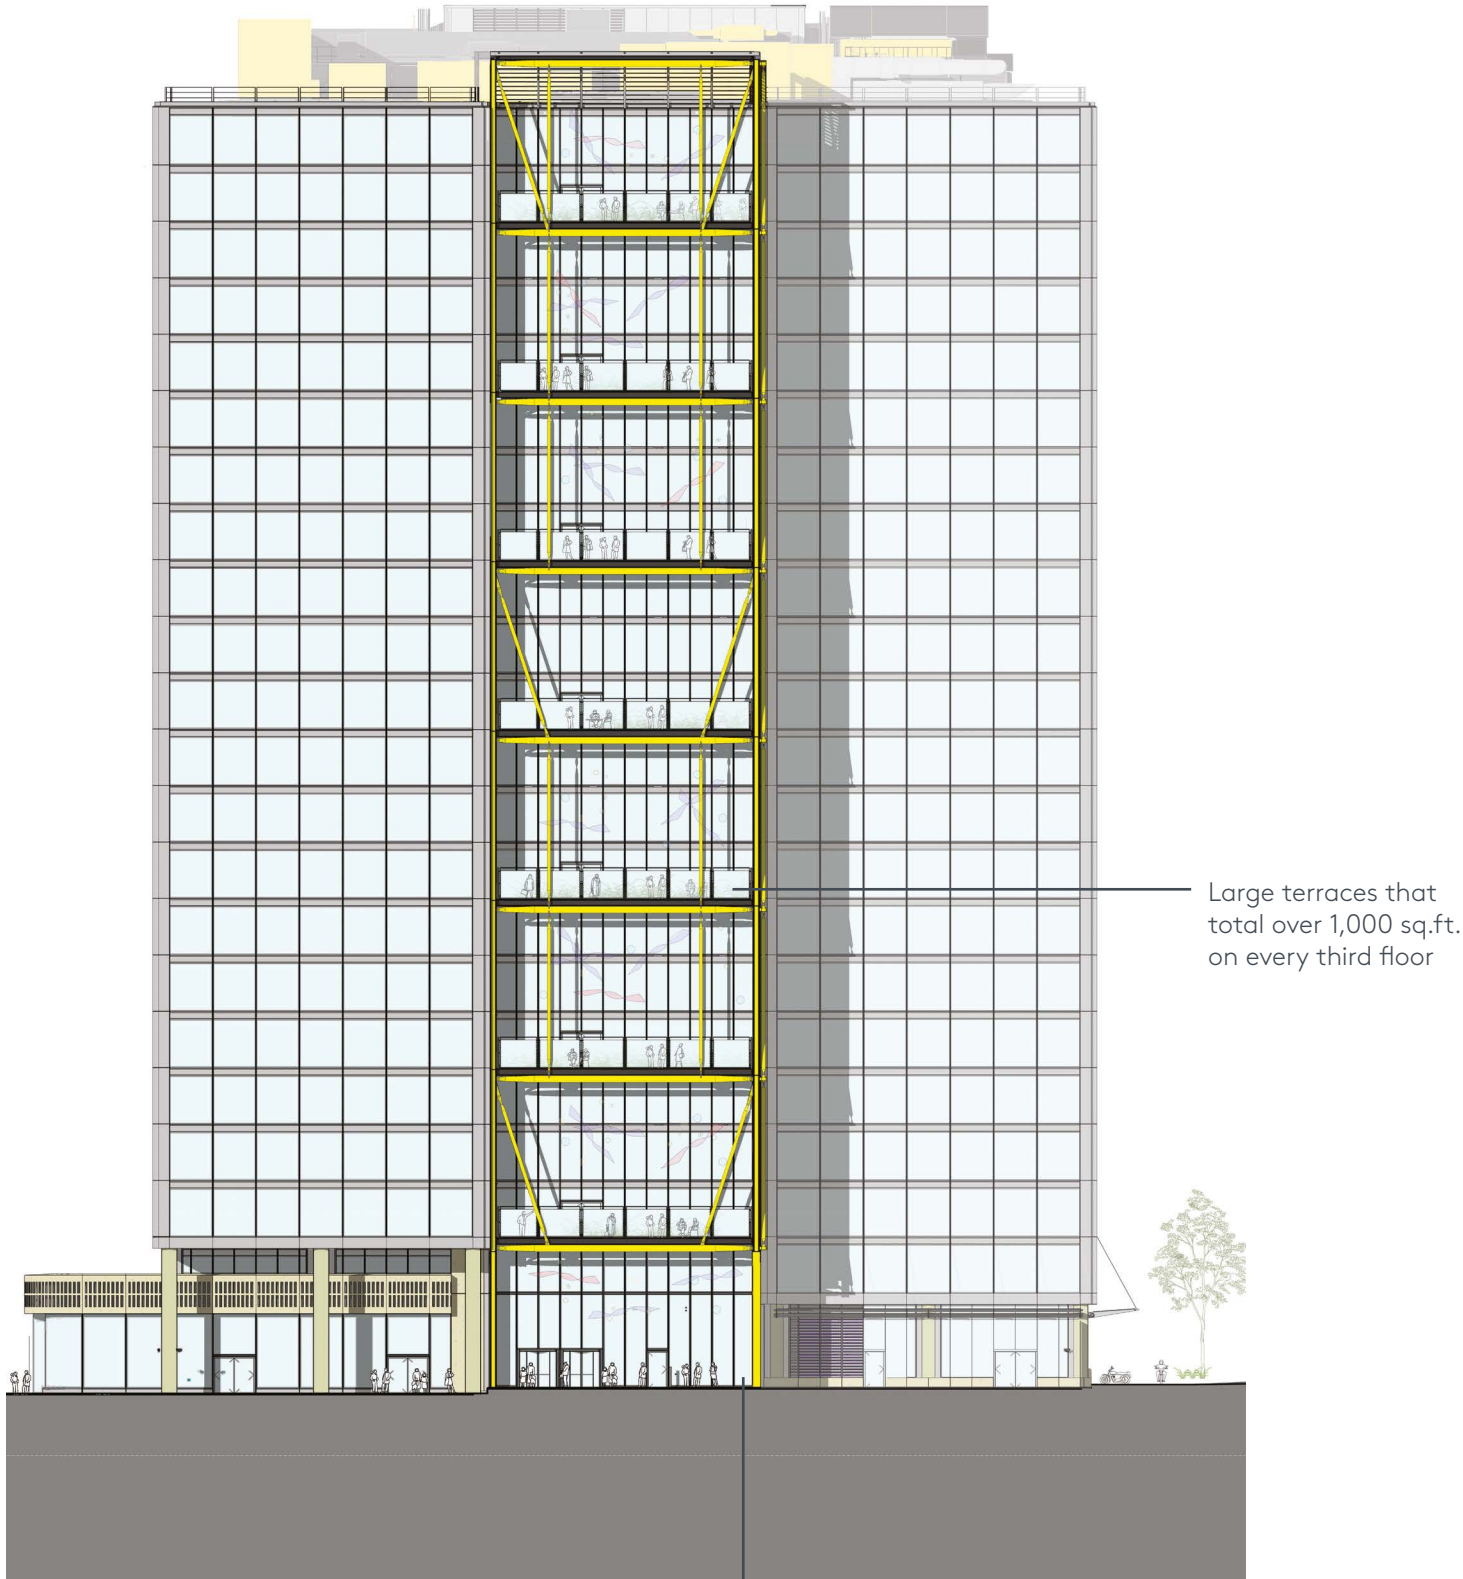 Large terraces that
total over 1,000 sq.ft.
on every third floor